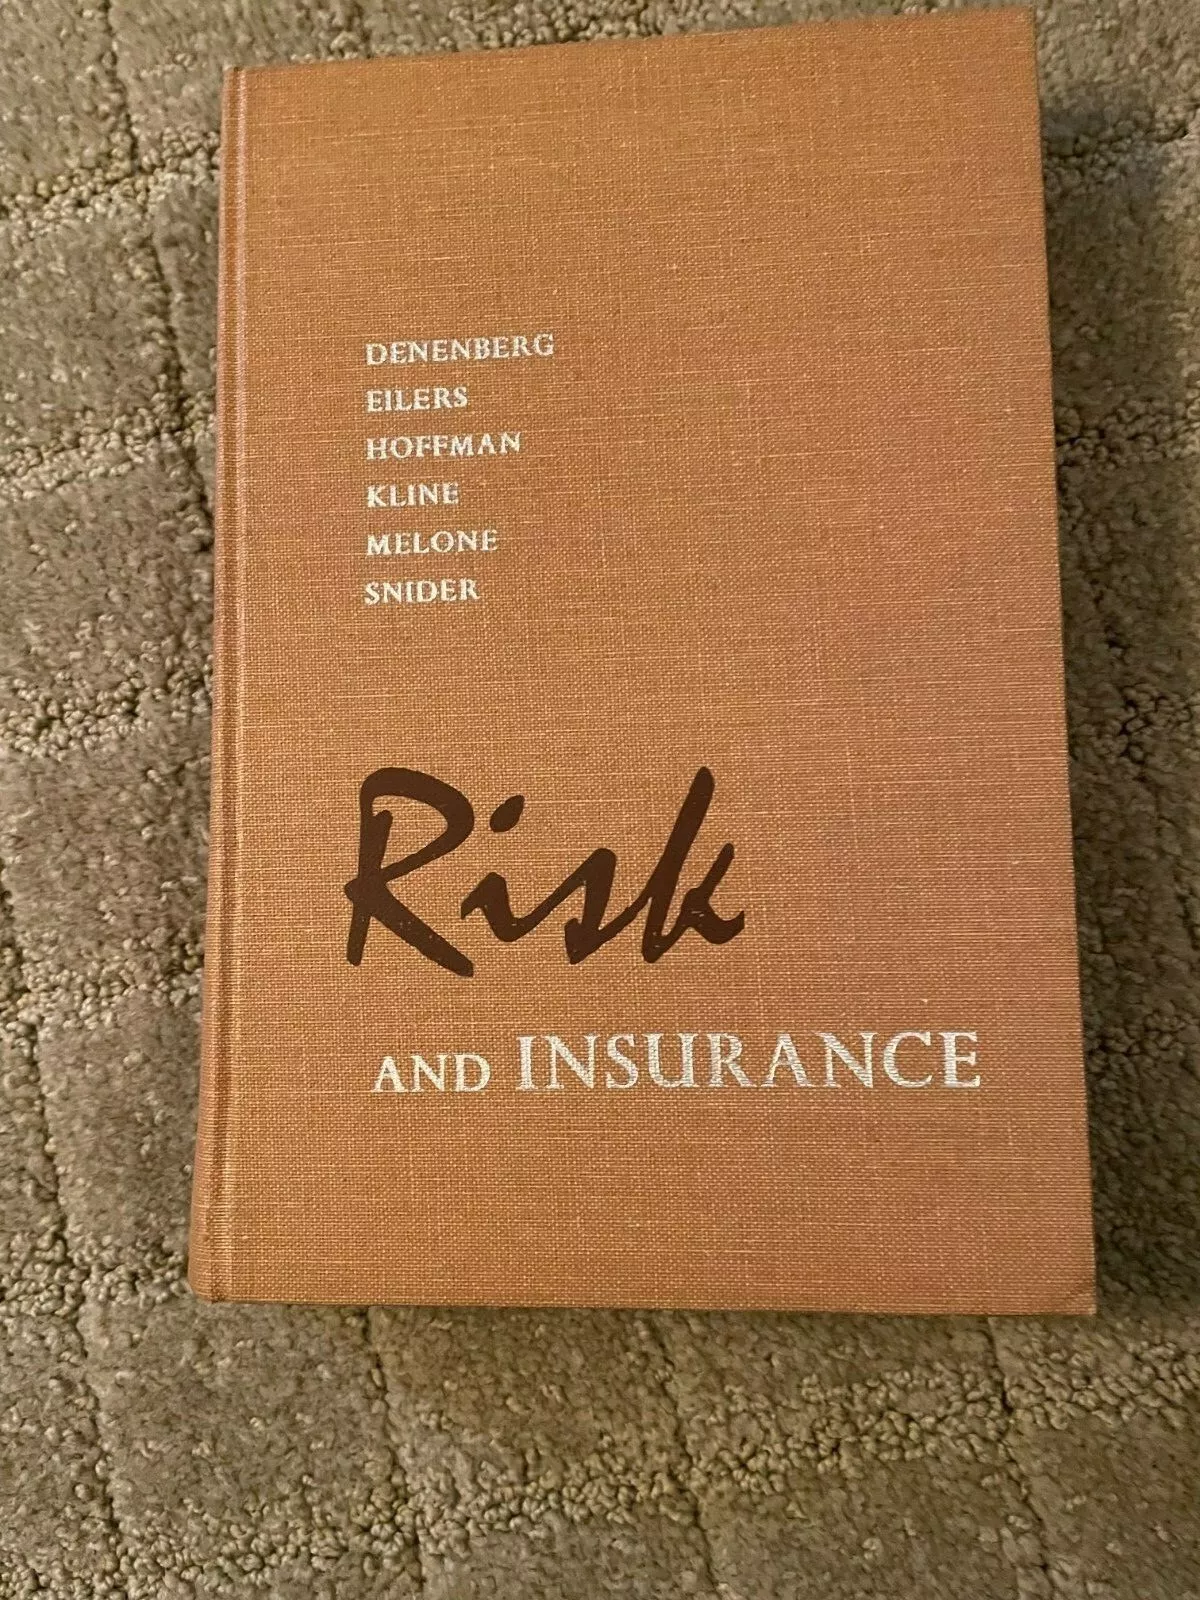 DENENBERG
EILERS
HOFFMAN
KLINE
MELONE
SNIDER
Risk
AND INSURANCE